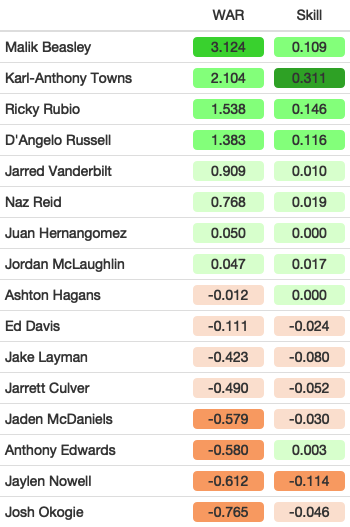 WAR Skill
Malik Beasley 3.124 0.109
Karl-Anthony Towns 2.104 0.311
Ricky Rubio 1.538 0.146
D'Angelo Russell 1.383 0.116
Jarred Vanderbilt 0.909 0.010
Naz Reid 0.768 0.019
Juan Hernangomez 0.050 0.000
Jordan McLaughlin 0.047 0.017
Ashton Hagans -0.012 0.000
Ed Davis -0.111 -0.024
Jake Layman -0.423 -0.080
Jarrett Culver -0.490 -0.052
Jaden McDaniels -0.579 -0.030
Anthony Edwards -0.580 0.003
Jaylen Nowell -0.612 -0.114
Josh Okogie -0.765 -0.046